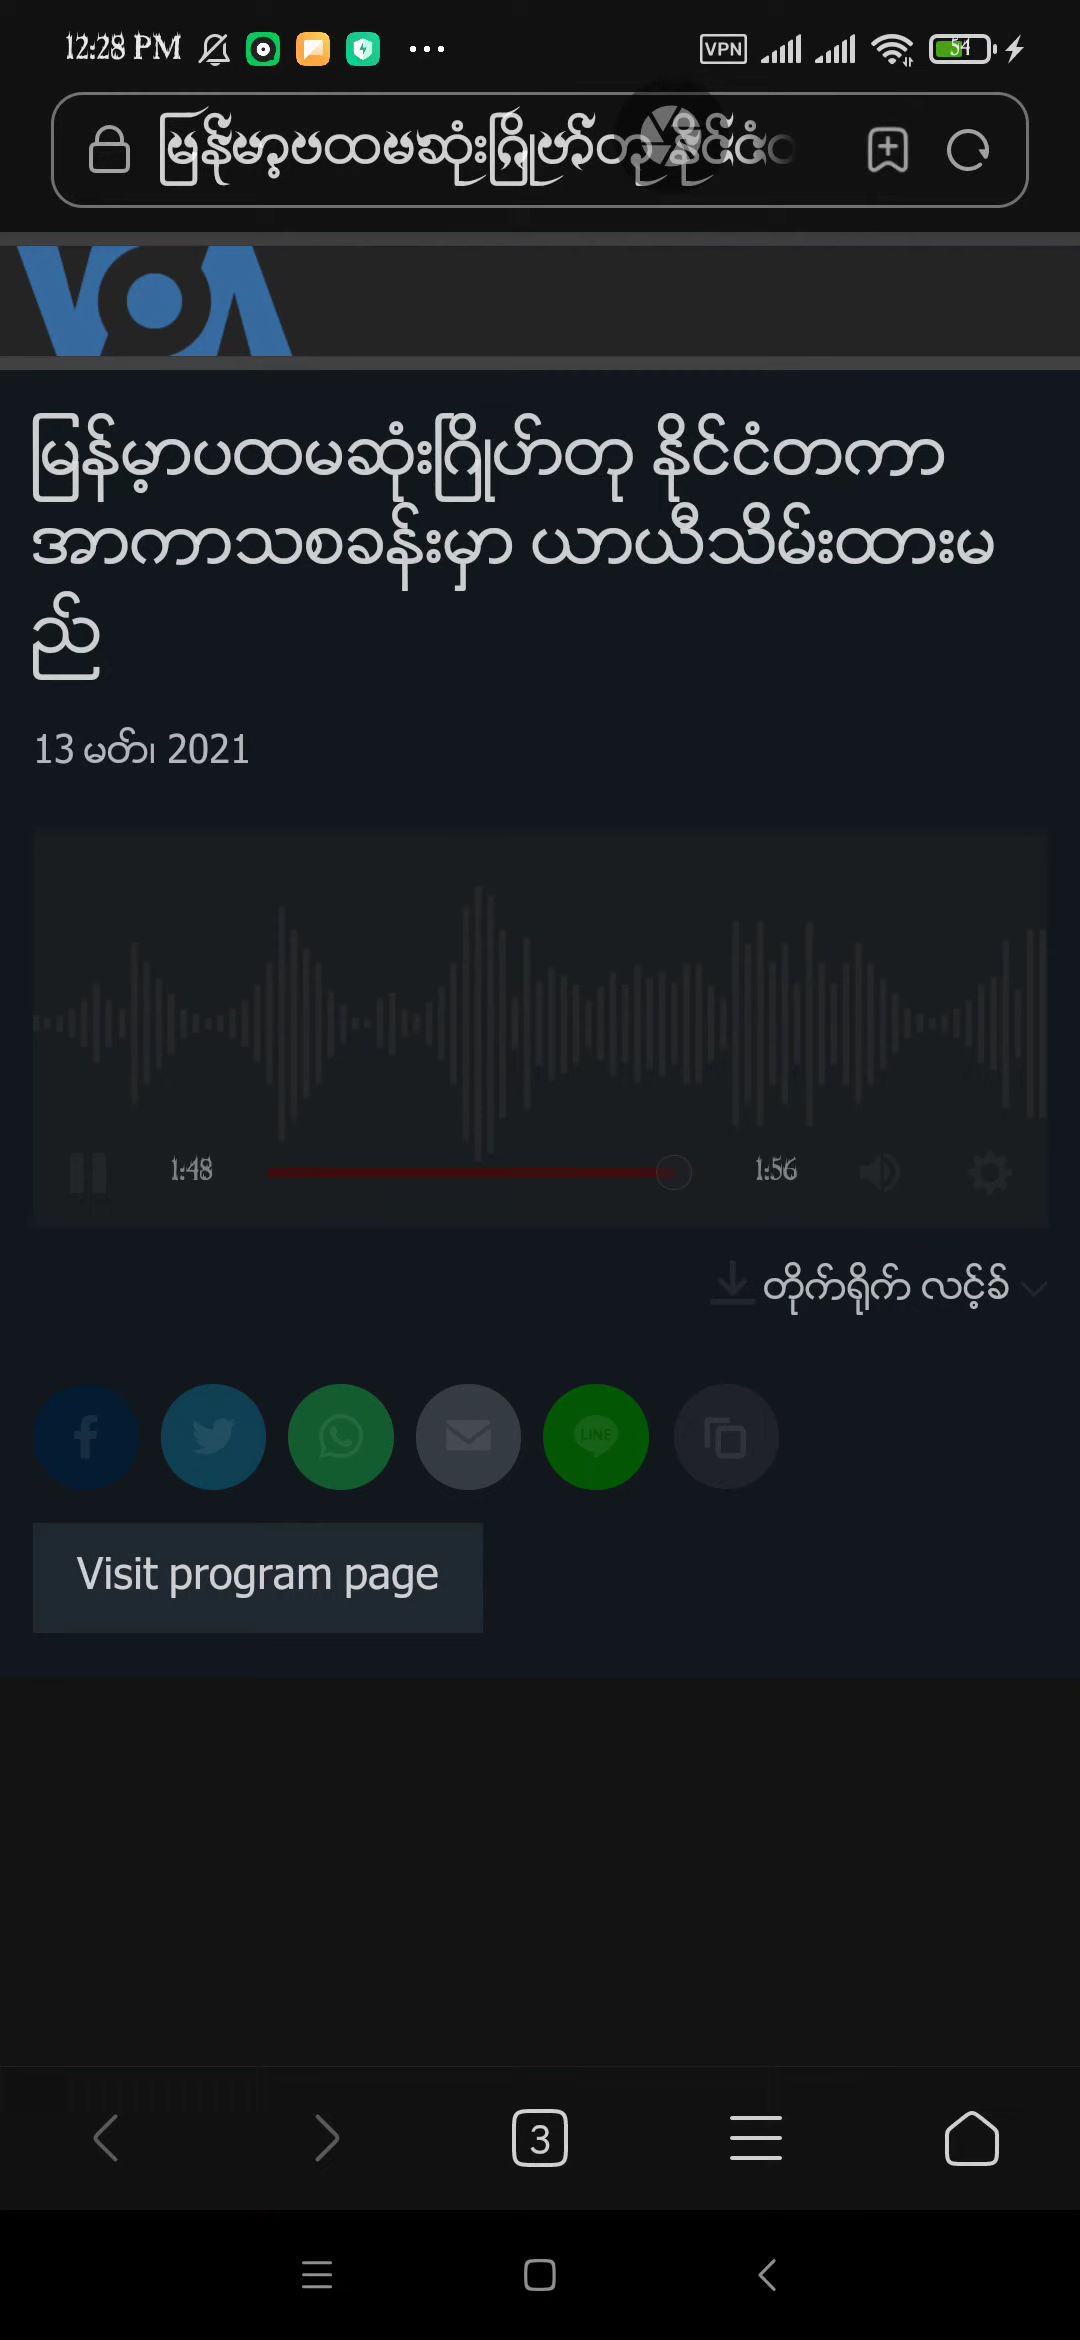 12:28 PM
VPN
54
မြန်မာ့ပထမဆုံးဂြိုဟ်တု နိုင်ငံတ
VOA
မြန်မာ့ပထမဆုံးဂြိုဟ်တု နိုင်ငံတကာ
အာကာသစခန်းမှာ ယာယီသိမ်းထားမ
ည်
13 မတ်၊ 2021
1:48
1:56
တိုက်ရိုက် လင့်ခ်
LINE
Visit program page
3